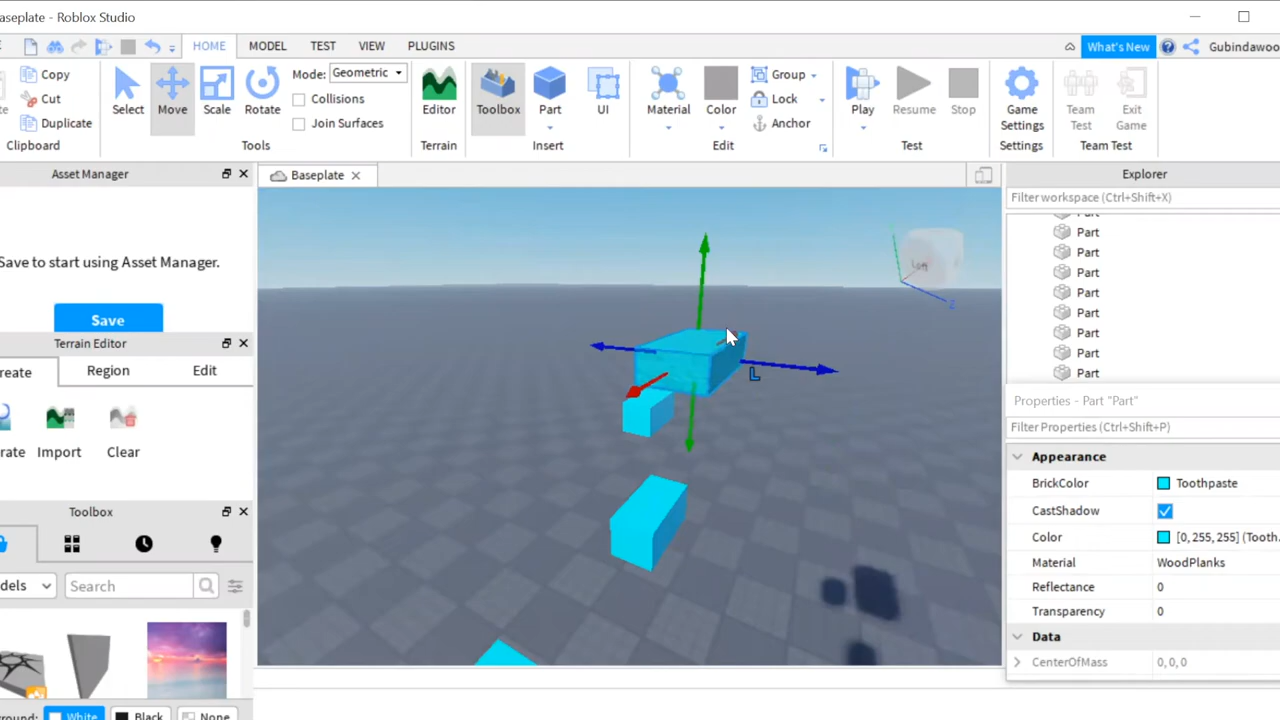 aseplate - Roblox Studio
HOME MODEL TEST VIEW PLUGINS What's New Gubindawoo
Copy
Cut
Duplicate
Clipboard
Select Move Scale Rotate
Mode: Geometric
Collisions
Join Surfaces
Tools
Editor
Terrain
Toolbox Part UI
Insert
Material Color
Group
Lock
Anchor
Edit
Play Resume Stop
Test
Game Settings
Settings
Team Test
Exit Game
Team Test
Asset Manager
Save to start using Asset Manager.
Save
Terrain Editor
reate Region Edit
rate Import Clear
Toolbox
dels Search
round: White Black None
Baseplate
Left
Z
L
Explorer
Filter workspace (Ctrl+Shift+X)
Part
Part
Part
Part
Part
Part
Part
Part
Part
Properties - Part "Part"
Filter Properties (Ctrl+Shift+P)
Appearance
BrickColor Toothpaste
CastShadow
Color [0, 255, 255] (Tooth.
Material WoodPlanks
Reflectance 0
Transparency 0
Data
CenterOfMass 0, 0, 0